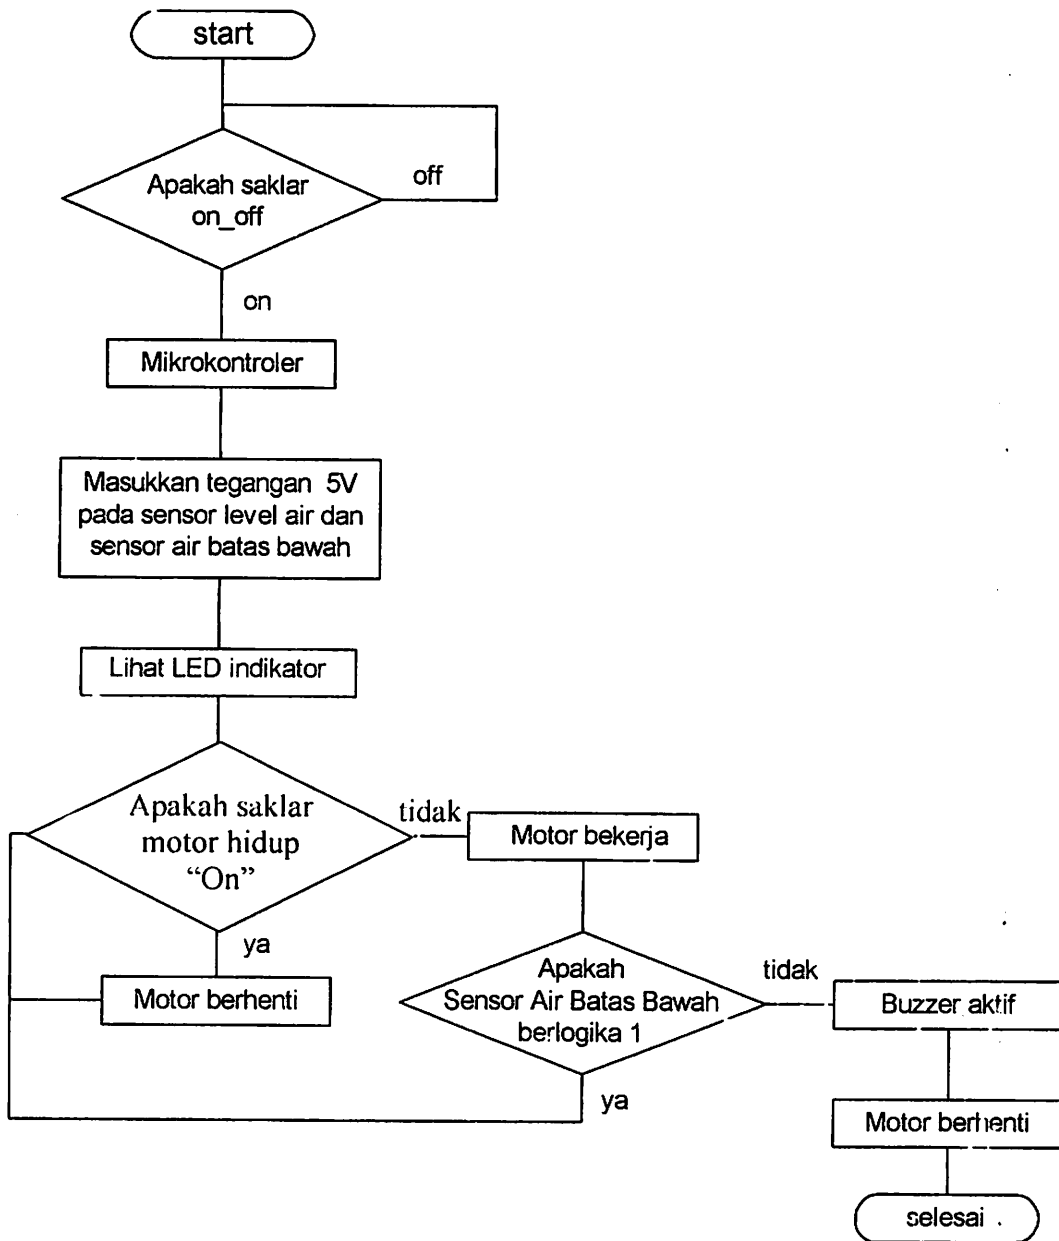 start
Apakah saklar
on_off
off
on
Mikrokontroler
Masukkan tegangan 5V
pada sensor level air dan
sensor air batas bawah
Lihat LED indikator
Apakah saklar
motor hidup
“On”
tidak
Motor bekerja
ya
Motor berhenti
Apakah
Sensor Air Batas Bawah
berlogika 1
tidak
Buzzer aktif
ya
Motor berhenti
selesai